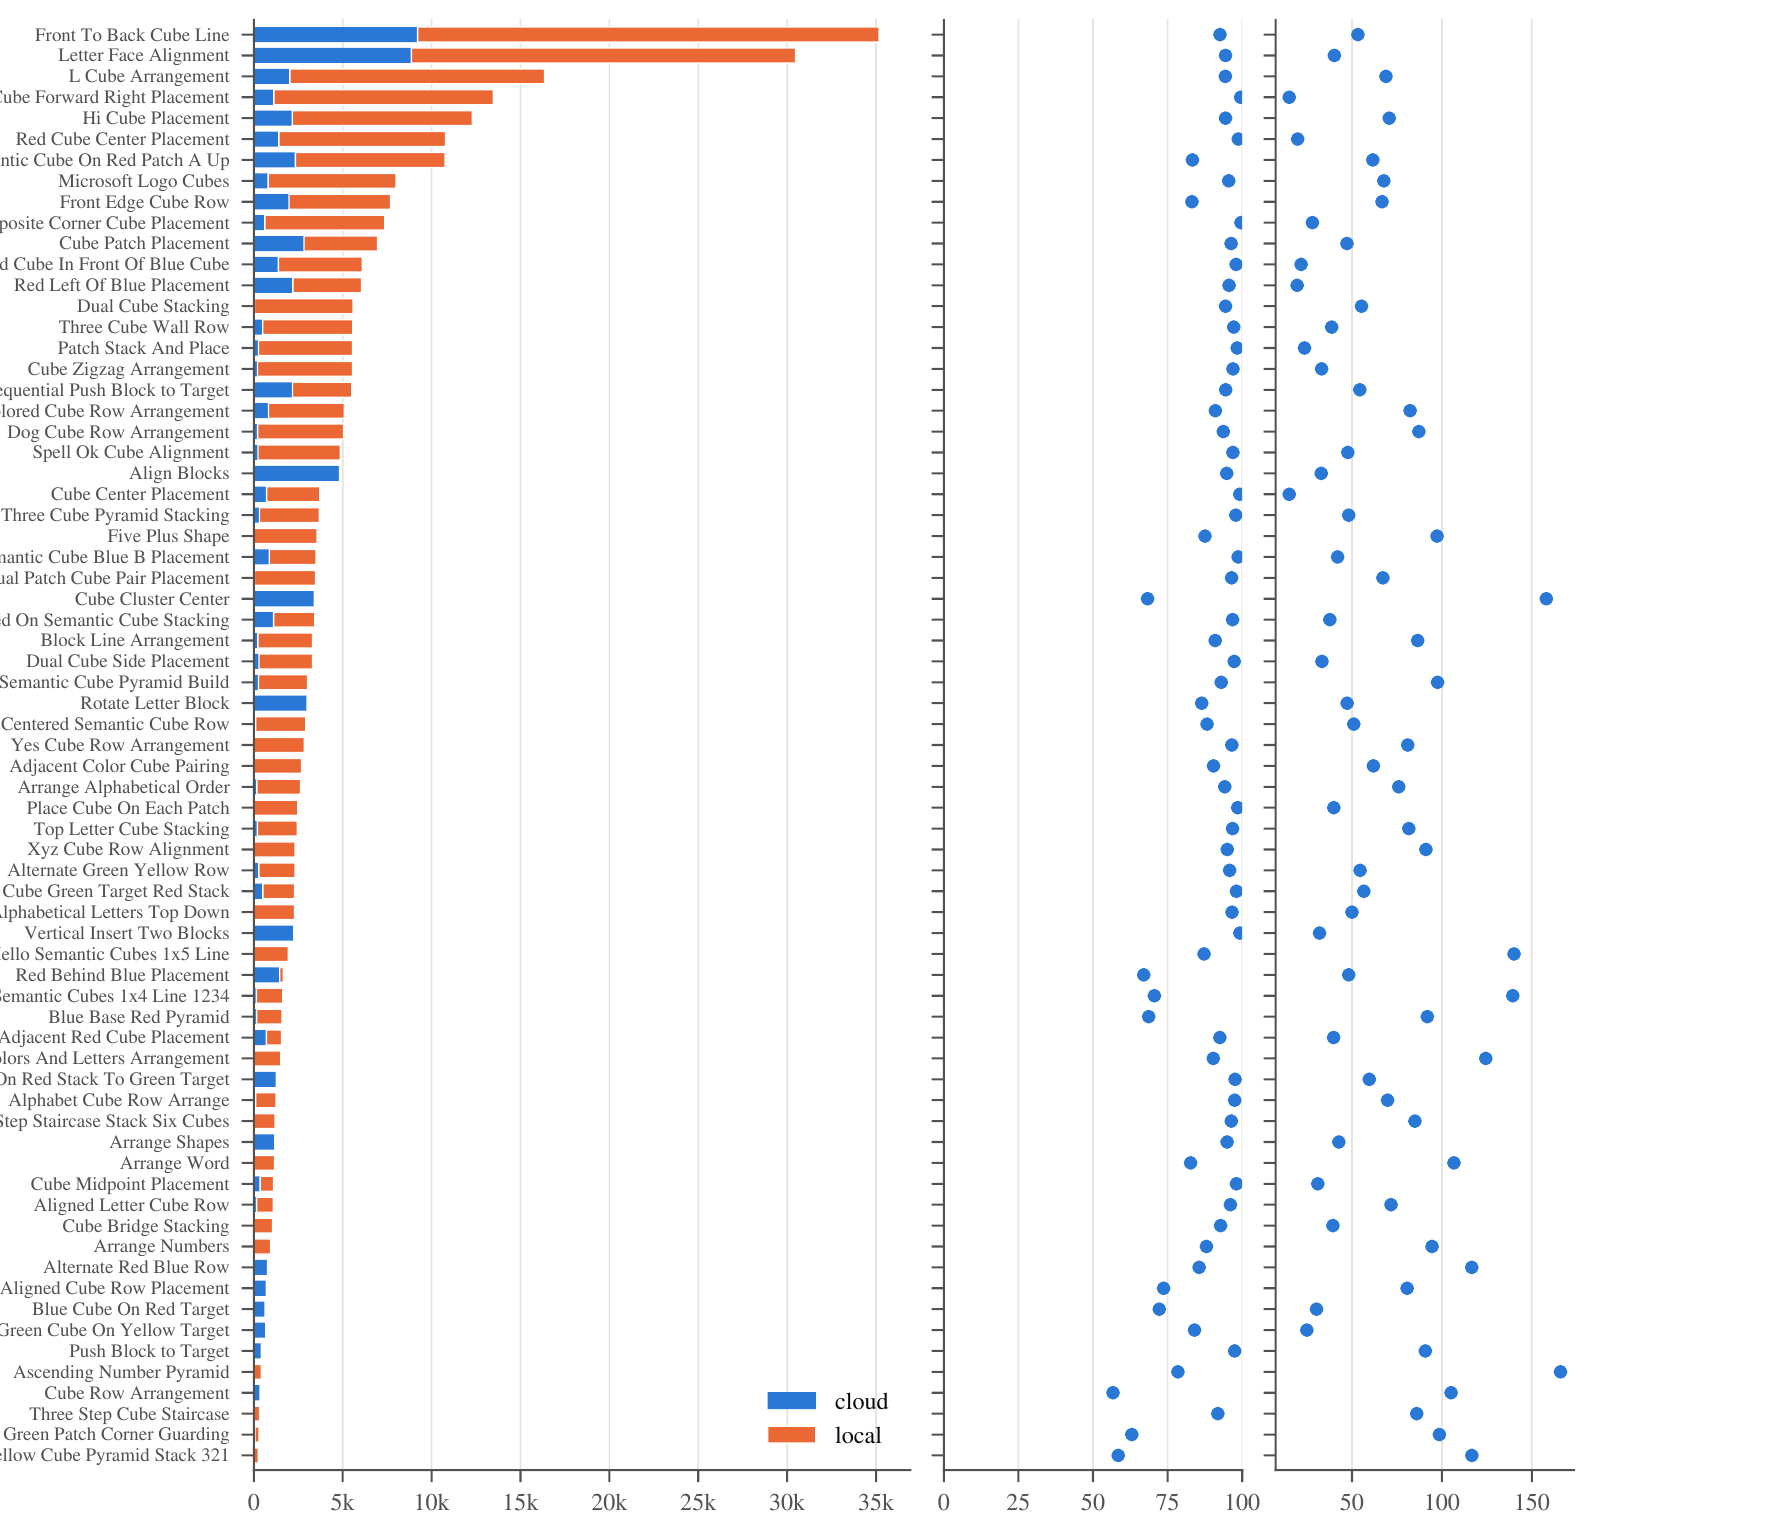 Front To Back Cube Line
Letter Face Alignment
L Cube Arrangement
Cube Forward Right Placement
Hi Cube Placement
Red Cube Center Placement
ntic Cube On Red Patch A Up
Microsoft Logo Cubes
Front Edge Cube Row
posite Corner Cube Placement
Cube Patch Placement
d Cube In Front Of Blue Cube
Red Left Of Blue Placement
Dual Cube Stacking
Three Cube Wall Row
Patch Stack And Place
Cube Zigzag Arrangement
equential Push Block to Target
lored Cube Row Arrangement
Dog Cube Row Arrangement
Spell Ok Cube Alignment
Align Blocks
Cube Center Placement
Three Cube Pyramid Stacking
Five Plus Shape
mantic Cube Blue B Placement
ual Patch Cube Pair Placement
Cube Cluster Center
ed On Semantic Cube Stacking
Block Line Arrangement
Dual Cube Side Placement
Semantic Cube Pyramid Build
Rotate Letter Block
Centered Semantic Cube Row
Yes Cube Row Arrangement
Adjacent Color Cube Pairing
Arrange Alphabetical Order
Place Cube On Each Patch
Top Letter Cube Stacking
Xyz Cube Row Alignment
Alternate Green Yellow Row
Cube Green Target Red Stack
Alphabetical Letters Top Down
Vertical Insert Two Blocks
ello Semantic Cubes 1x5 Line
Red Behind Blue Placement
Semantic Cubes 1x4 Line 1234
Blue Base Red Pyramid
Adjacent Red Cube Placement
olors And Letters Arrangement
On Red Stack To Green Target
Alphabet Cube Row Arrange
Step Staircase Stack Six Cubes
Arrange Shapes
Arrange Word
Cube Midpoint Placement
Aligned Letter Cube Row
Cube Bridge Stacking
Arrange Numbers
Alternate Red Blue Row
Aligned Cube Row Placement
Blue Cube On Red Target
Green Cube On Yellow Target
Push Block to Target
Ascending Number Pyramid
Cube Row Arrangement
Three Step Cube Staircase
Green Patch Corner Guarding
ellow Cube Pyramid Stack 321
cloud
local
0 5k 10k 15k 20k 25k 30k 35k
0 25 50 75 100
50 100 150